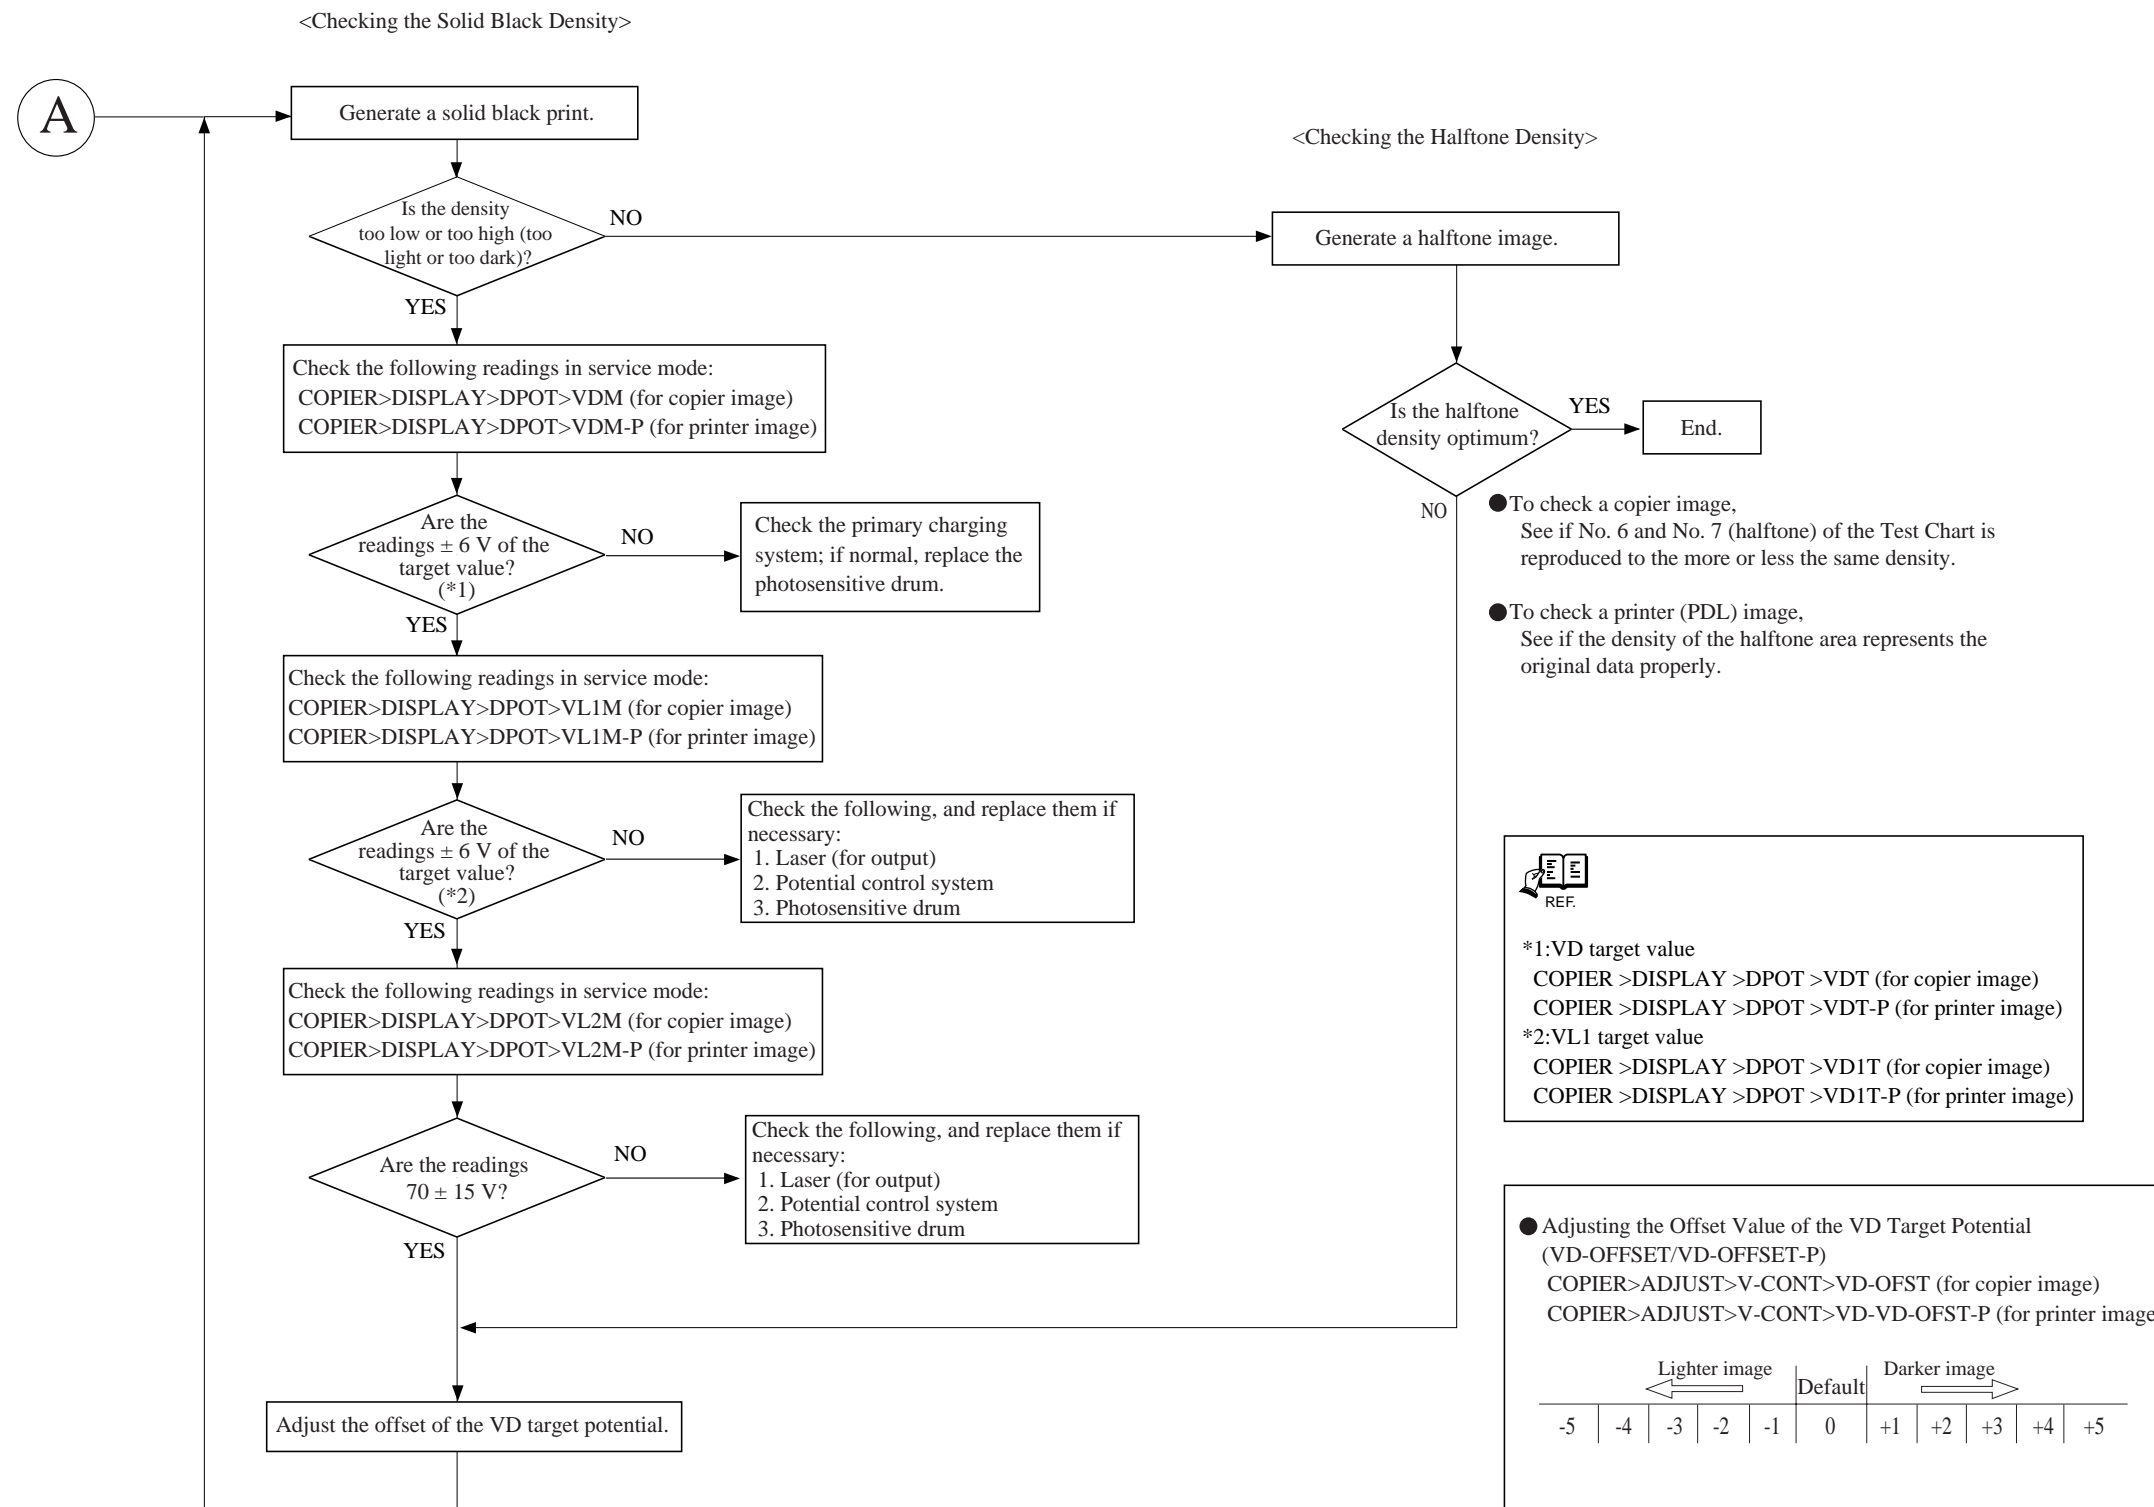 <Checking the Solid Black Density>
A
Generate a solid black print.
Is the density
too low or too high (too
light or too dark)?
NO
YES
Check the following readings in service mode:
COPIER>DISPLAY>DPOT>VDM (for copier image)
COPIER>DISPLAY>DPOT>VDM-P (for printer image)
Are the
readings ± 6 V of the
target value?
(*1)
NO
Check the primary charging
system; if normal, replace the
photosensitive drum.
YES
Check the following readings in service mode:
COPIER>DISPLAY>DPOT>VL1M (for copier image)
COPIER>DISPLAY>DPOT>VL1M-P (for printer image)
Are the
readings ± 6 V of the
target value?
(*2)
NO
Check the following, and replace them if
necessary:
1. Laser (for output)
2. Potential control system
3. Photosensitive drum
YES
Check the following readings in service mode:
COPIER>DISPLAY>DPOT>VL2M (for copier image)
COPIER>DISPLAY>DPOT>VL2M-P (for printer image)
Are the readings
70 ± 15 V?
NO
Check the following, and replace them if
necessary:
1. Laser (for output)
2. Potential control system
3. Photosensitive drum
YES
Adjust the offset of the VD target potential.
<Checking the Halftone Density>
Generate a halftone image.
Is the halftone
density optimum?
YES
End.
NO
●To check a copier image,
See if No. 6 and No. 7 (halftone) of the Test Chart is
reproduced to the more or less the same density.
●To check a printer (PDL) image,
See if the density of the halftone area represents the
original data properly.
REF.
*1:VD target value
COPIER >DISPLAY >DPOT >VDT (for copier image)
COPIER >DISPLAY >DPOT >VDT-P (for printer image)
*2:VL1 target value
COPIER >DISPLAY >DPOT >VD1T (for copier image)
COPIER >DISPLAY >DPOT >VD1T-P (for printer image)
● Adjusting the Offset Value of the VD Target Potential
(VD-OFFSET/VD-OFFSET-P)
COPIER>ADJUST>V-CONT>VD-OFST (for copier image)
COPIER>ADJUST>V-CONT>VD-VD-OFST-P (for printer image
Lighter image Default Darker image
-5 -4 -3 -2 -1 0 +1 +2 +3 +4 +5